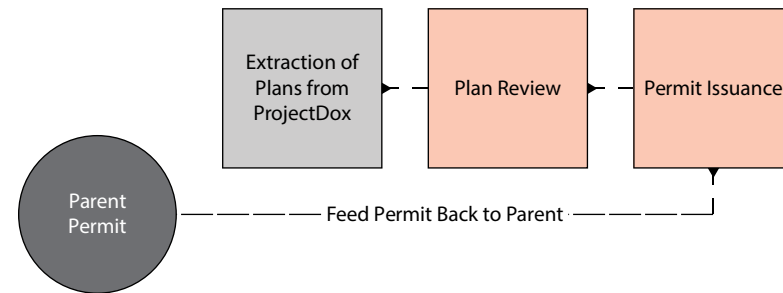 Extraction of
Plans from
ProjectDox
Plan Review
Permit Issuance
Parent
Permit
Feed Permit Back to Parent